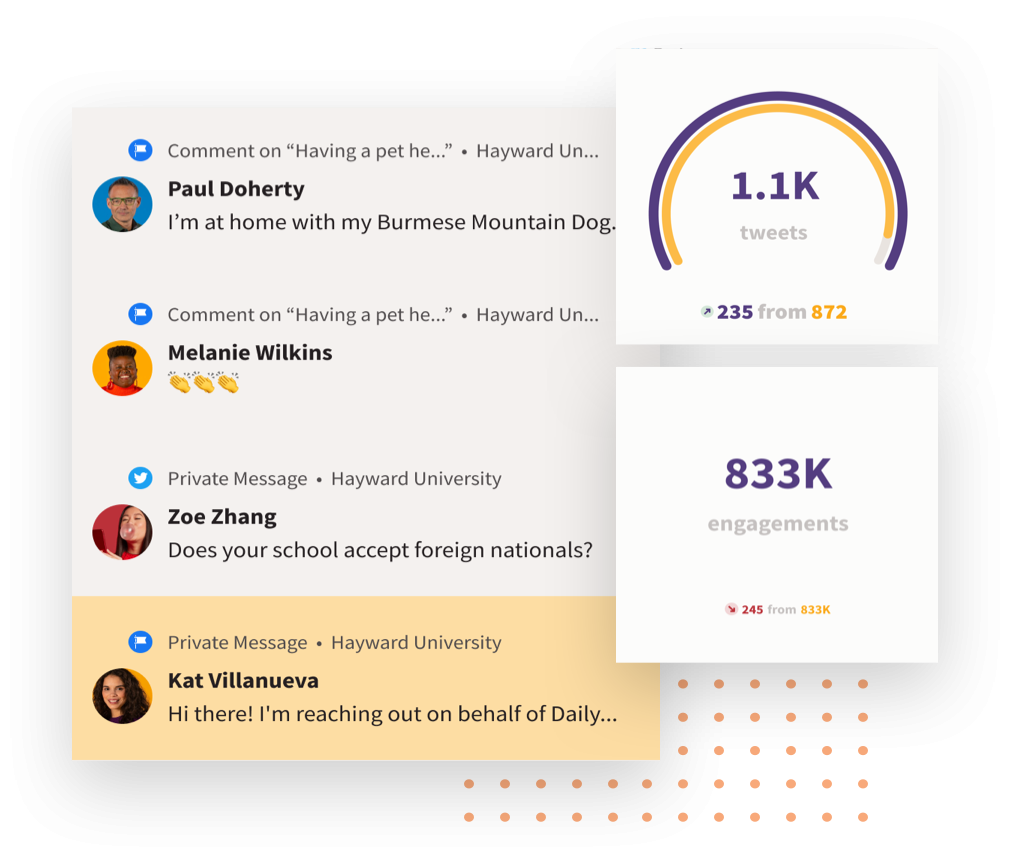 Comment on “Having a pet he...” • Hayward Un...
Paul Doherty
I’m at home with my Burmese Mountain Dog.
Comment on “Having a pet he...” • Hayward Un...
Melanie Wilkins
👏👏👏
Private Message • Hayward University
Zoe Zhang
Does your school accept foreign nationals?
Private Message • Hayward University
Kat Villanueva
Hi there! I'm reaching out on behalf of Daily...
1.1K
tweets
235 from 872
833K
engagements
245 from 833K